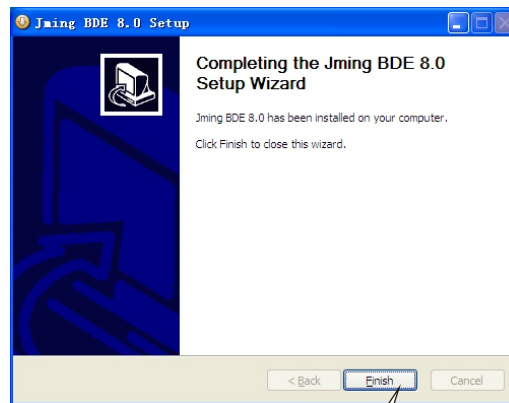 Jming BDE 8.0 Setup
Completing the Jming BDE 8.0
Setup Wizard
Jming BDE 8.0 has been installed on your computer.
Click Finish to close this wizard.
< Back
Finish
Cancel